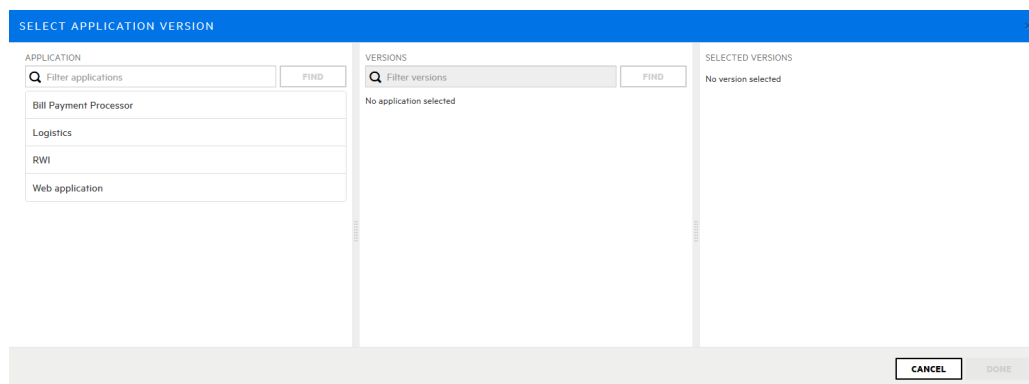 SELECT APPLICATION VERSION
APPLICATION
Filter applications
FIND
Bill Payment Processor
Logistics
RWI
Web application
VERSIONS
Filter versions
FIND
No application selected
SELECTED VERSIONS
No version selected
CANCEL
DONE